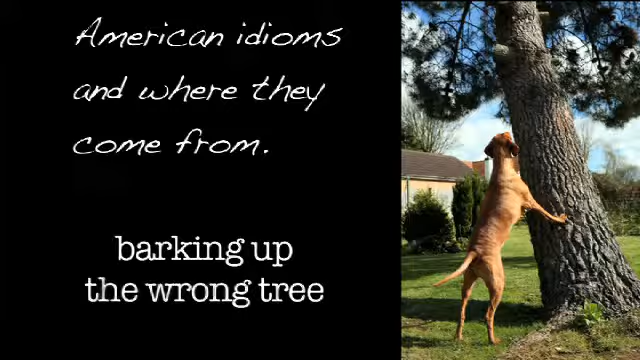 American idioms
and where they
come from.
barking up
the wrong tree